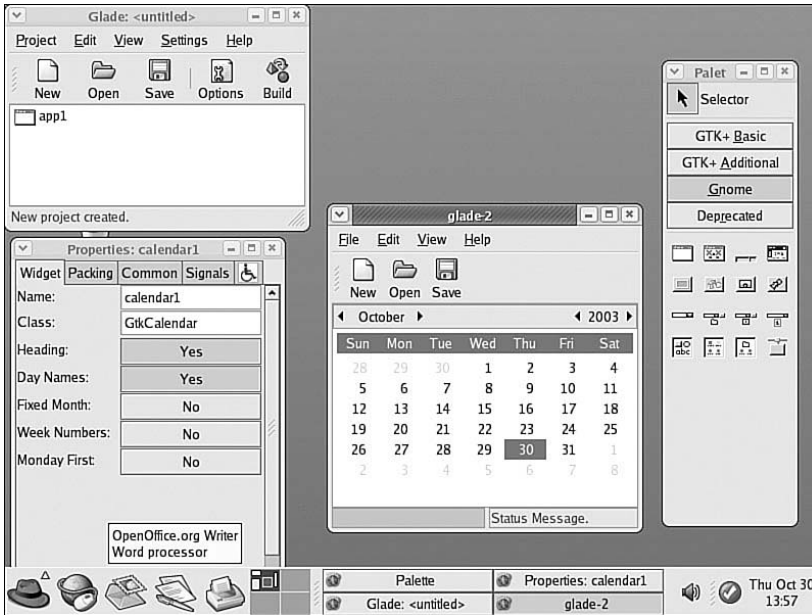 Glade: <untitled>
Project Edit View Settings Help
New Open Save Options Build
app1
New project created.
Properties: calendar1
Widget Packing Common Signals
Name: calendar1
Class: GtkCalendar
Heading: Yes
Day Names: Yes
Fixed Month: No
Week Numbers: No
Monday First: No
OpenOffice.org Writer
Word processor
glade-2
File Edit View Help
New Open Save
October 2003
Sun Mon Tue Wed Thu Fri Sat
28 29 30 1 2 3 4
5 6 7 8 9 10 11
12 13 14 15 16 17 18
19 20 21 22 23 24 25
26 27 28 29 30 31 1
2 3 4 5 6 7 8
Status Message.
Palet
Selector
GTK+ Basic
GTK+ Additional
Gnome
Deprecated
abc
Palette
Properties: calendar1
Glade: <untitled>
glade-2
Thu Oct 30
13:57